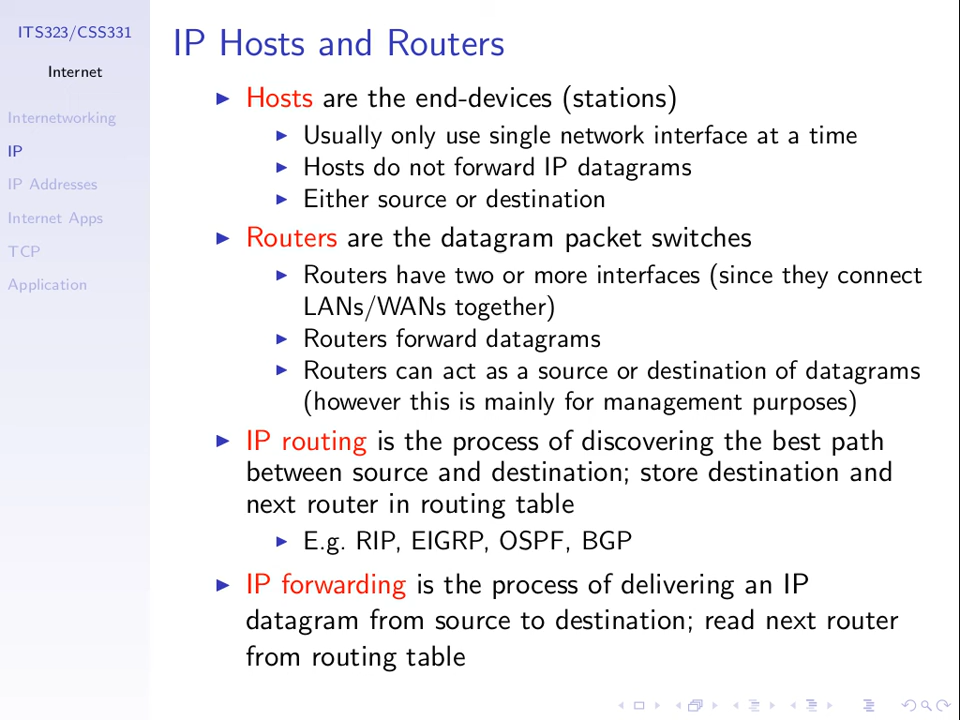 ITS323/CSS331
Internet
Internetworking
IP
IP Addresses
Internet Apps
TCP
Application
IP Hosts and Routers
Hosts are the end-devices (stations)
Usually only use single network interface at a time
Hosts do not forward IP datagrams
Either source or destination
Routers are the datagram packet switches
Routers have two or more interfaces (since they connect
LANs/WANs together)
Routers forward datagrams
Routers can act as a source or destination of datagrams
(however this is mainly for management purposes)
IP routing is the process of discovering the best path
between source and destination; store destination and
next router in routing table
E.g. RIP, EIGRP, OSPF, BGP
IP forwarding is the process of delivering an IP
datagram from source to destination; read next router
from routing table